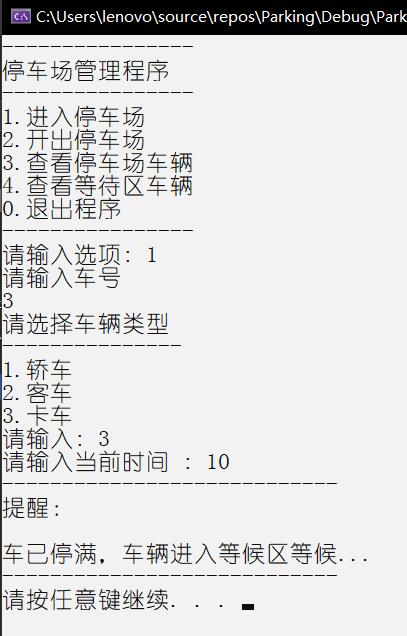 C:\Users\lenovo\source\repos\Parking\Debug\Park
----------------
停车场管理程序
----------------
1.进入停车场
2.开出停车场
3.查看停车场车辆
4.查看等待区车辆
0.退出程序
----------------
请输入选项: 1
请输入车号
3
请选择车辆类型
---------------
1.轿车
2.客车
3.卡车
请输入: 3
请输入当前时间 : 10
----------------------------
提醒:
车已停满，车辆进入等候区等候...
----------------------------
请按任意键继续. . .